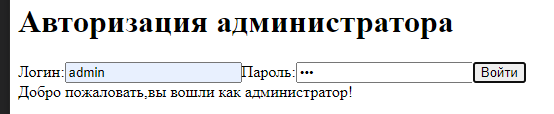 Авторизация администратора
Логин: admin Пароль: ••• Войти
Добро пожаловать,вы вошли как администратор!